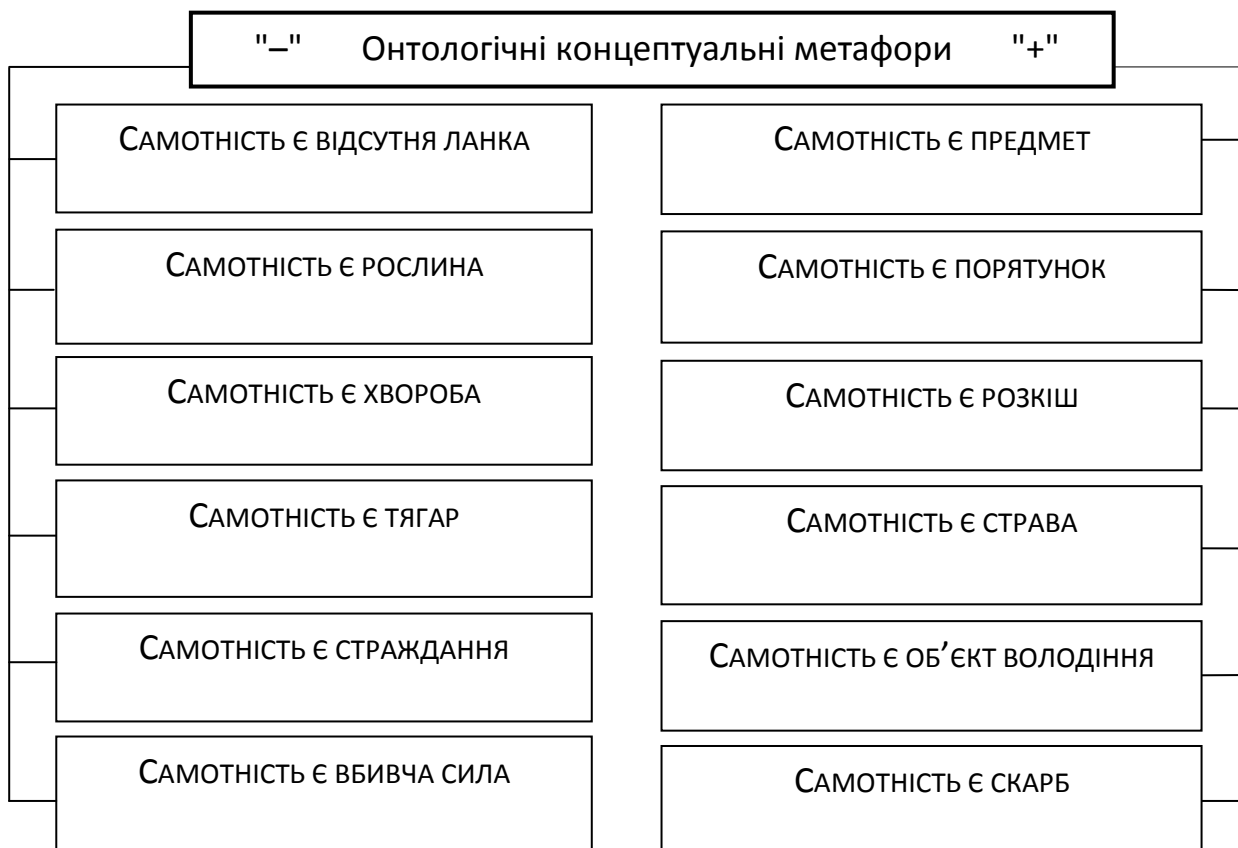 "–" Онтологічні концептуальні метафори "+"
САМОТНІСТЬ Є ВІДСУТНЯ ЛАНКА
САМОТНІСТЬ Є ПРЕДМЕТ
САМОТНІСТЬ Є РОСЛИНА
САМОТНІСТЬ Є ПОРЯТУНОК
САМОТНІСТЬ Є ХВОРОБА
САМОТНІСТЬ Є РОЗКІШ
САМОТНІСТЬ Є ТЯГАР
САМОТНІСТЬ Є СТРАВА
САМОТНІСТЬ Є СТРАЖДАННЯ
САМОТНІСТЬ Є ОБ’ЄКТ ВОЛОДІННЯ
САМОТНІСТЬ Є ВБИВЧА СИЛА
САМОТНІСТЬ Є СКАРБ